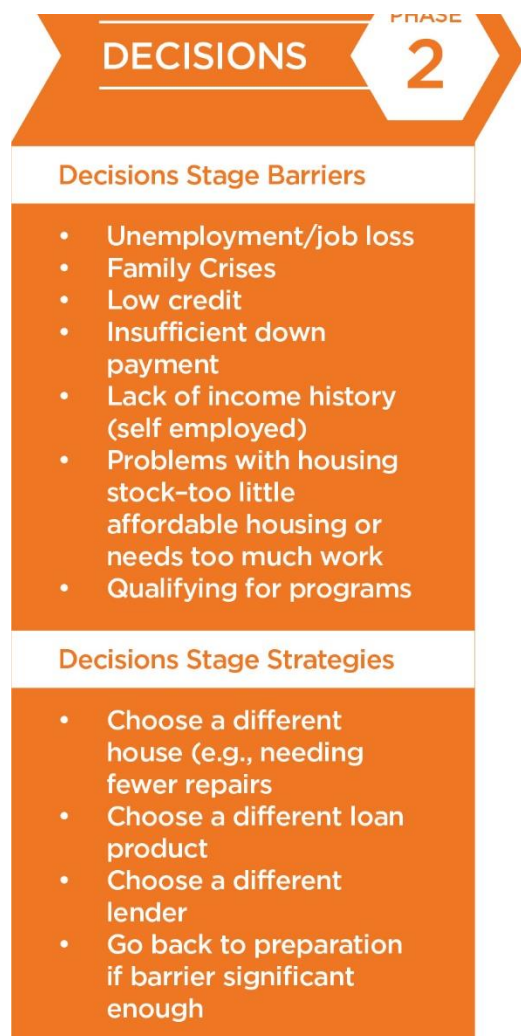 PHASE
DECISIONS
2
Decisions Stage Barriers
• Unemployment/job loss
• Family Crises
• Low credit
• Insufficient down
payment
• Lack of income history
(self employed)
• Problems with housing
stock–too little
affordable housing or
needs too much work
• Qualifying for programs
Decisions Stage Strategies
• Choose a different
house (e.g., needing
fewer repairs
• Choose a different loan
product
• Choose a different
lender
• Go back to preparation
if barrier significant
enough